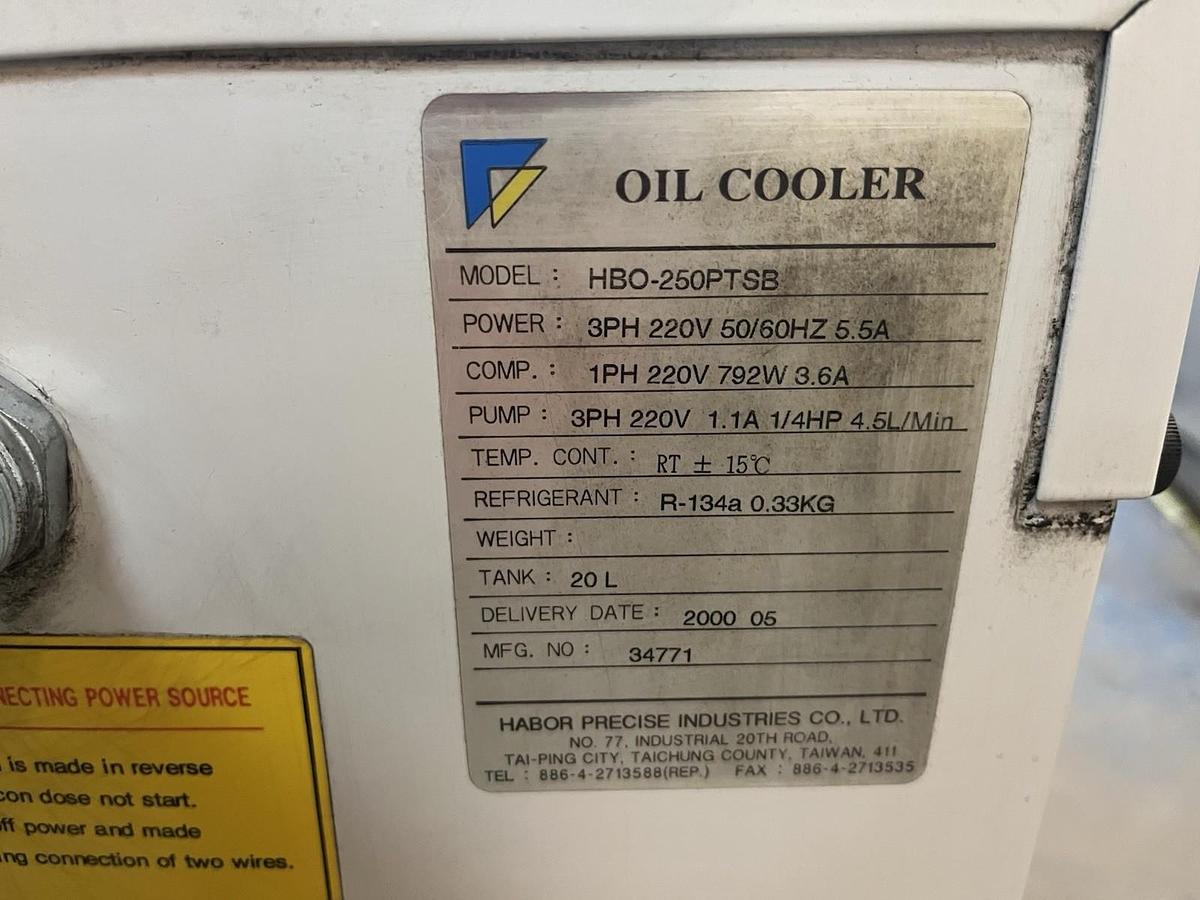 OIL COOLER
MODEL : HBO-250PTSB
POWER : 3PH 220V 50/60HZ 5.5A
COMP. : 1PH 220V 792W 3.6A
PUMP : 3PH 220V 1.1A 1/4HP 4.5L/Min
TEMP. CONT. : RT ± 15℃
REFRIGERANT : R-134a 0.33KG
WEIGHT :
TANK : 20 L
DELIVERY DATE : 2000 05
MFG. NO : 34771
HABOR PRECISE INDUSTRIES CO., LTD.
NO. 77, INDUSTRIAL 20TH ROAD,
TAI-PING CITY, TAICHUNG COUNTY, TAIWAN, 411
TEL : 886-4-2713588(REP.) FAX : 886-4-2713535
NECTING POWER SOURCE
is made in reverse
con dose not start.
ff power and made
ng connection of two wires.